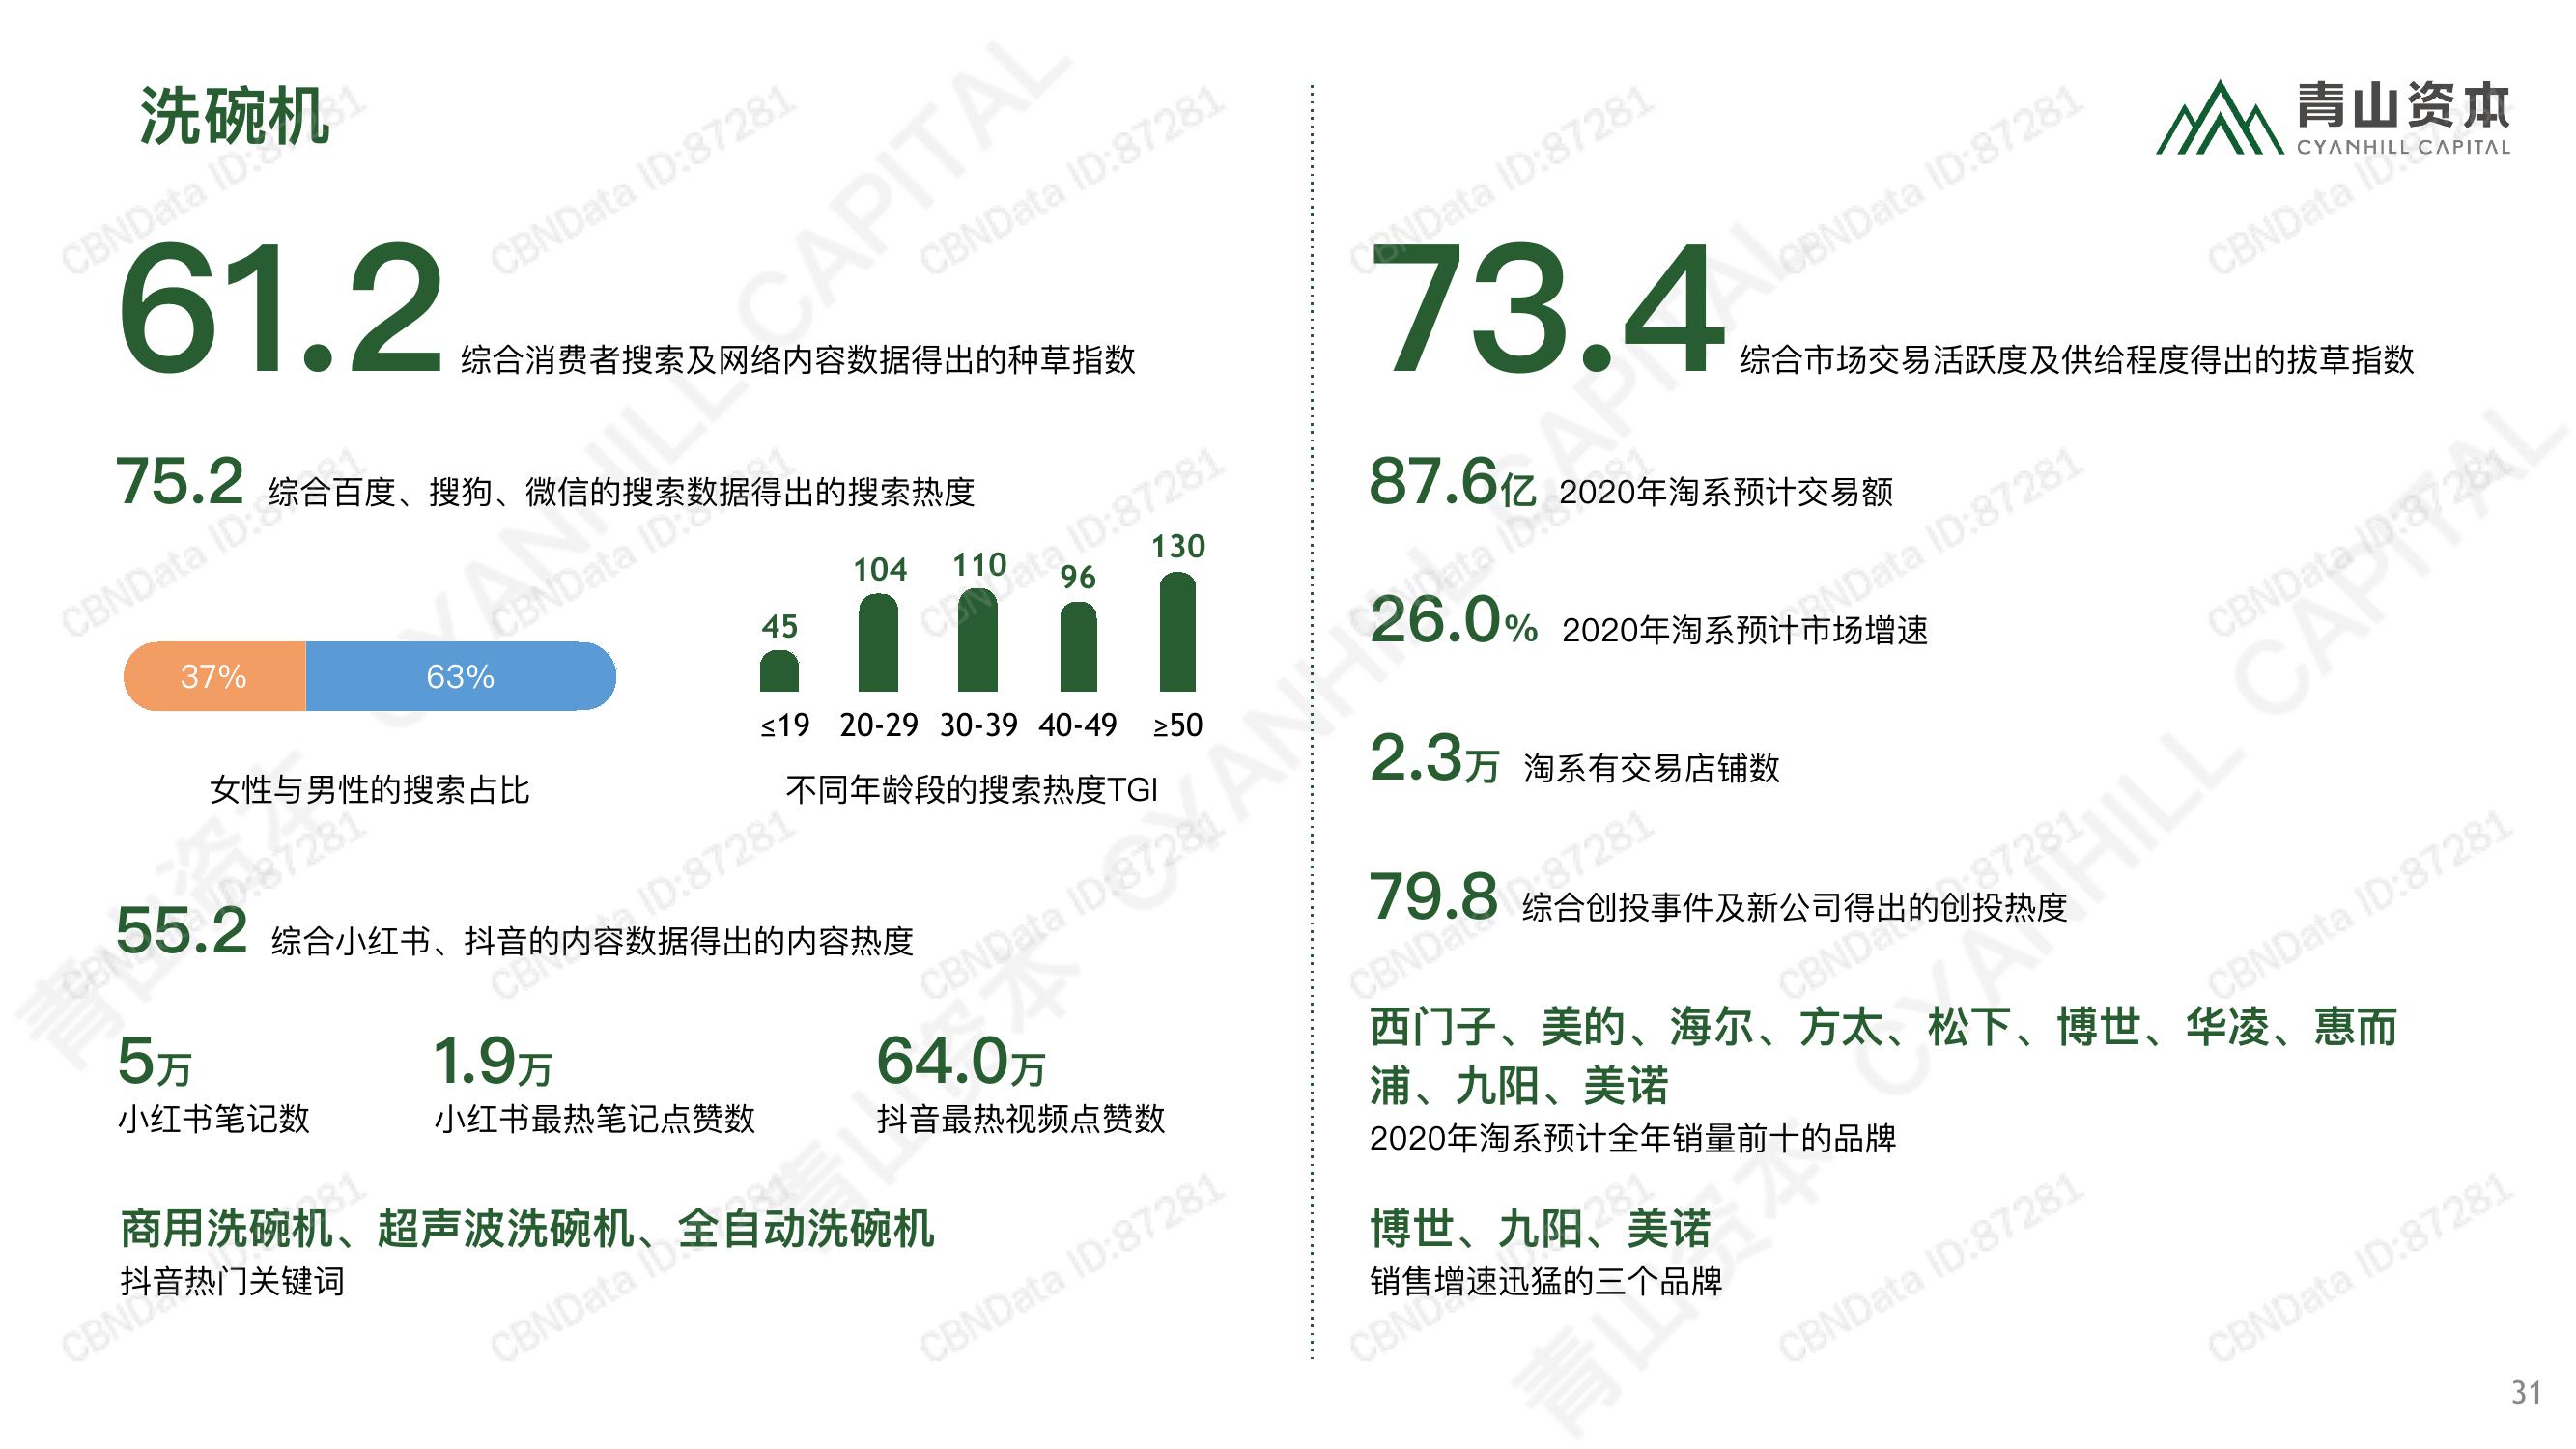 洗碗机
青山资本
CYANHILL CAPITAL
61.2 综合消费者搜索及网络内容数据得出的种草指数
75.2 综合百度、搜狗、微信的搜索数据得出的搜索热度
37% 63%
女性与男性的搜索占比
45 104 110 96 130
≤19 20-29 30-39 40-49 ≥50
不同年龄段的搜索热度TGI
55.2 综合小红书、抖音的内容数据得出的内容热度
5万 1.9万 64.0万
小红书笔记数 小红书最热笔记点赞数 抖音最热视频点赞数
商用洗碗机、超声波洗碗机、全自动洗碗机
抖音热门关键词
73.4 综合市场交易活跃度及供给程度得出的拔草指数
87.6亿 2020年淘系预计交易额
26.0% 2020年淘系预计市场增速
2.3万 淘系有交易店铺数
79.8 综合创投事件及新公司得出的创投热度
西门子、美的、海尔、方太、松下、博世、华凌、惠而
浦、九阳、美诺
2020年淘系预计全年销量前十的品牌
博世、九阳、美诺
销售增速迅猛的三个品牌
31
CBNData ID:87281
青山资本 CYANHILL CAPITAL